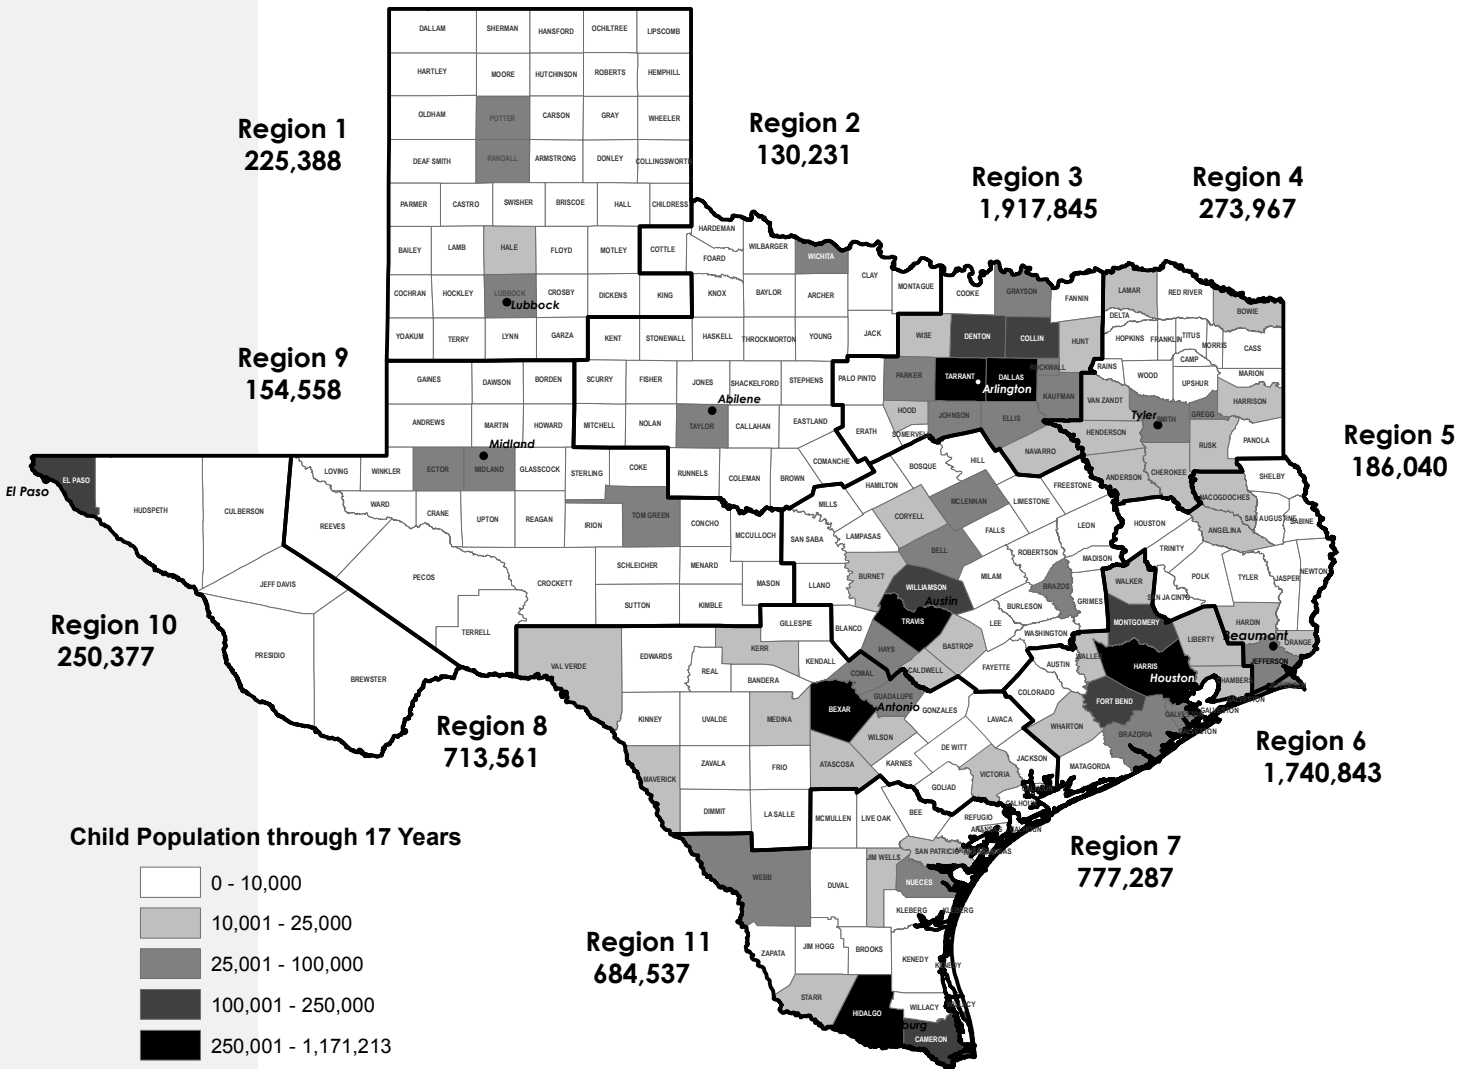 DALLAM SHERMAN HANSFORD OCHILTREE LIPSCOMB
HARTLEY MOORE HUTCHINSON ROBERTS HEMPHILL
OLDHAM POTTER CARSON GRAY WHEELER
DEAF SMITH RANDALL ARMSTRONG DONLEY COLLINGSWORTH
PARMER CASTRO SWISHER BRISCOE HALL CHILDRESS
BAILEY LAMB HALE FLOYD MOTLEY COTTLE HARDEMAN FOARD WILBARGER WICHITA
COCHRAN HOCKLEY LUBBOCK CROSBY DICKENS KING KNOX BAYLOR ARCHER CLAY MONTAGUE COOKE GRAYSON FANNIN LAMAR RED RIVER BOWIE
Lubbock
YOAKUM TERRY LYNN GARZA KENT STONEWALL HASKELL THROCKMORTON YOUNG JACK WISE DENTON COLLIN HUNT DELTA HOPKINS FRANKLIN TITUS MORRIS CASS CAMP
Region 1
225,388
Region 2
130,231
Region 3
1,917,845
Region 4
273,967
Region 9
154,558
GAINES DAWSON BORDEN SCURRY FISHER JONES SHACKELFORD STEPHENS PALO PINTO PARKER TARRANT DALLAS ROCKWALL KAUFMAN RAINS WOOD UPSHUR MARION VAN ZANDT HARRISON
Arlington
Abilene
ANDREWS MARTIN HOWARD MITCHELL NOLAN TAYLOR CALLAHAN EASTLAND ERATH HOOD SOMERVELL JOHNSON ELLIS NAVARRO HENDERSON SMITH GREGG RUSK PANOLA
Tyler
Midland
Region 5
186,040
El Paso
EL PASO HUDSPETH CULBERSON LOVING WINKLER ECTOR MIDLAND GLASSCOCK STERLING COKE RUNNELS COLEMAN BROWN COMANCHE HAMILTON BOSQUE HILL FREESTONE ANDERSON CHEROKEE NACOGDOCHES SHELBY
REEVES WARD CRANE UPTON REAGAN IRION TOM GREEN CONCHO MCCULLOCH SAN SABA MILLS LAMPASAS CORYELL MCLENNAN LIMESTONE FALLS LEON HOUSTON ANGELINA SAN AUGUSTINE SABINE
JEFF DAVIS PECOS CROCKETT SCHLEICHER MENARD MASON LLANO BURNET BELL MILAM ROBERTSON MADISON BRAZOS WALKER TRINITY POLK TYLER JASPER NEWTON
SUTTON KIMBLE WILLIAMSON BURLESON GRIMES SAN JACINTO
Austin
PRESIDIO BREWSTER TERRELL GILLESPIE BLANCO TRAVIS LEE WASHINGTON MONTGOMERY LIBERTY HARDIN ORANGE
Beaumont
Region 10
250,377
VAL VERDE EDWARDS REAL KERR BANDERA KENDALL HAYS COMAL CALDWELL BASTROP FAYETTE AUSTIN WALLER HARRIS CHAMBERS JEFFERSON
Houston
KINNEY UVALDE MEDINA BEXAR GUADALUPE GONZALES LAVACA COLORADO FORT BEND WHARTON BRAZORIA
Antonio
Region 8
713,561
Region 6
1,740,843
MAVERICK ZAVALA FRIO ATASCOSA WILSON KARNES DE WITT VICTORIA JACKSON MATAGORDA
DIMMIT LA SALLE MCMULLEN LIVE OAK BEE GOLIAD REFUGIO CALHOUN
Region 7
777,287
WEBB DUVAL JIM WELLS SAN PATRICIO NUECES
KLEBERG KLEBERG
ZAPATA JIM HOGG BROOKS KENEDY KENEDY
Region 11
684,537
STARR HIDALGO WILLACY CAMERON
burg
Child Population through 17 Years
0 - 10,000
10,001 - 25,000
25,001 - 100,000
100,001 - 250,000
250,001 - 1,171,213